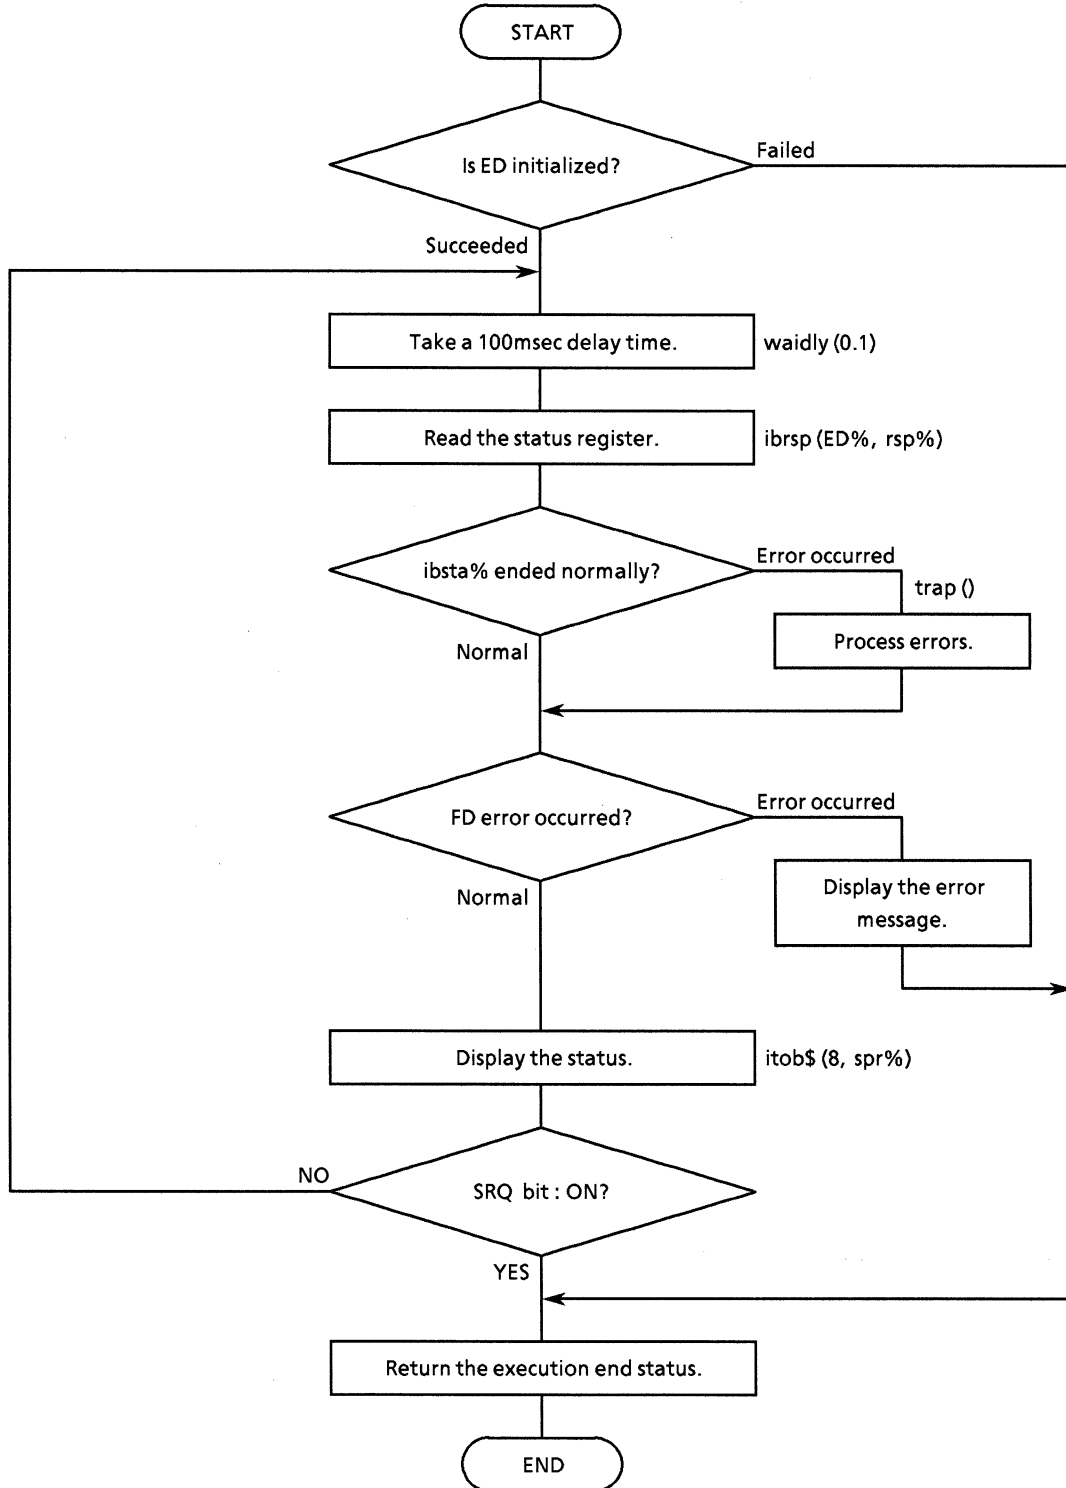 START
Is ED initialized?
Failed
Succeeded
Take a 100msec delay time.
waidly (0.1)
Read the status register.
ibrsp (ED%, rsp%)
ibsta% ended normally?
Error occurred
trap ()
Process errors.
Normal
FD error occurred?
Error occurred
Display the error
message.
Normal
Display the status.
itob$ (8, spr%)
SRQ bit : ON?
NO
YES
Return the execution end status.
END